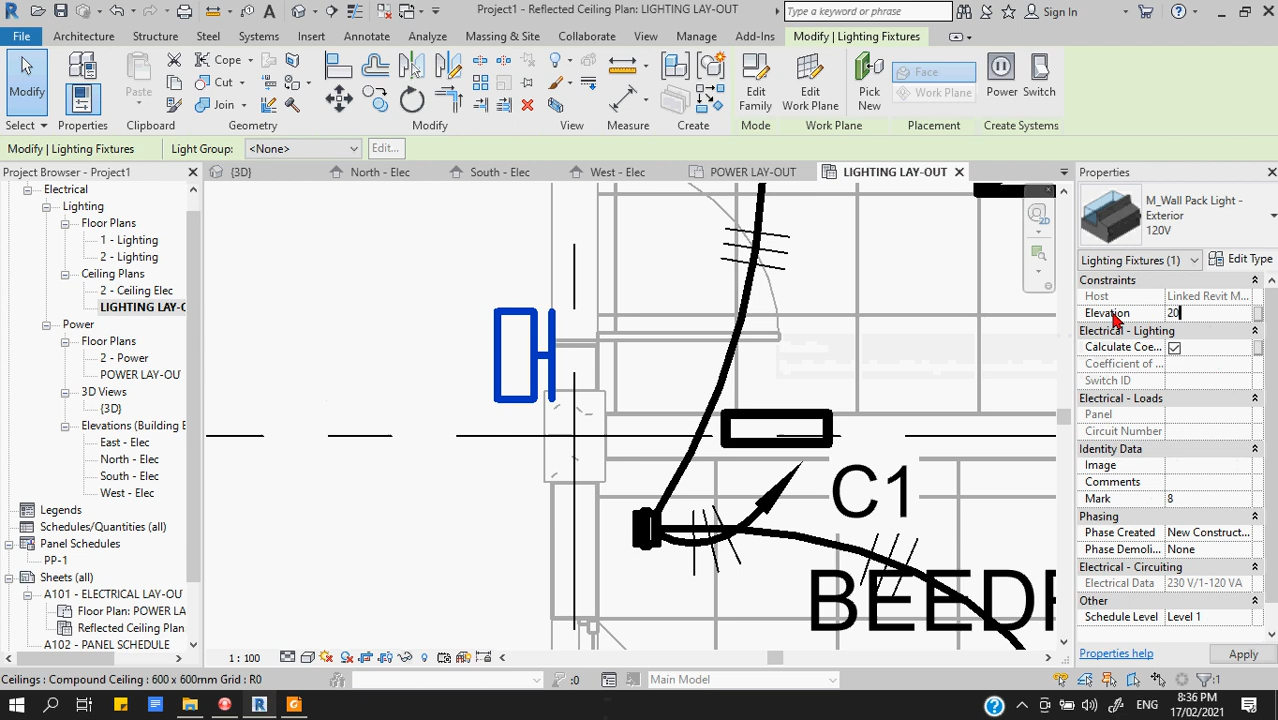 Project1 - Reflected Ceiling Plan: LIGHTING LAY-OUT
Type a keyword or phrase
Sign In
File
Architecture
Structure
Steel
Systems
Insert
Annotate
Analyze
Massing & Site
Collaborate
View
Manage
Add-Ins
Modify | Lighting Fixtures
Modify
Paste
Cope
Cut
Join
Edit Family
Edit Work Plane
Pick New
Face
Work Plane
Power
Switch
Select
Properties
Clipboard
Geometry
Modify
View
Measure
Create
Mode
Work Plane
Placement
Create Systems
Modify | Lighting Fixtures
Light Group:
<None>
Edit...
Project Browser - Project1
{3D}
North - Elec
South - Elec
West - Elec
POWER LAY-OUT
LIGHTING LAY-OUT
Properties
Electrical
Lighting
Floor Plans
1 - Lighting
2 - Lighting
Ceiling Plans
2 - Ceiling Elec
LIGHTING LAY-O
Power
Floor Plans
2 - Power
POWER LAY-OU
3D Views
{3D}
Elevations (Building E
East - Elec
North - Elec
South - Elec
West - Elec
Legends
Schedules/Quantities (all)
Panel Schedules
PP-1
Sheets (all)
A101 - ELECTRICAL LAY-OU
Floor Plan: POWER LA
Reflected Ceiling Plan
A102 - PANEL SCHEDULE
C1
M_Wall Pack Light - Exterior
120V
Lighting Fixtures (1)
Edit Type
Constraints
Host Linked Revit M...
Elevation 20
Electrical - Lighting
Calculate Coe...
Coefficient of ...
Switch ID
Electrical - Loads
Panel
Circuit Number
Identity Data
Image
Comments
Mark 8
Phasing
Phase Created New Construct...
Phase Demoli... None
Electrical - Circuiting
Electrical Data 230 V/1-120 VA
Other
Schedule Level Level 1
Properties help
Apply
1 : 100
Ceilings : Compound Ceiling : 600 x 600mm Grid : R0
:0
Main Model
:1
ENG
8:36 PM
17/02/2021